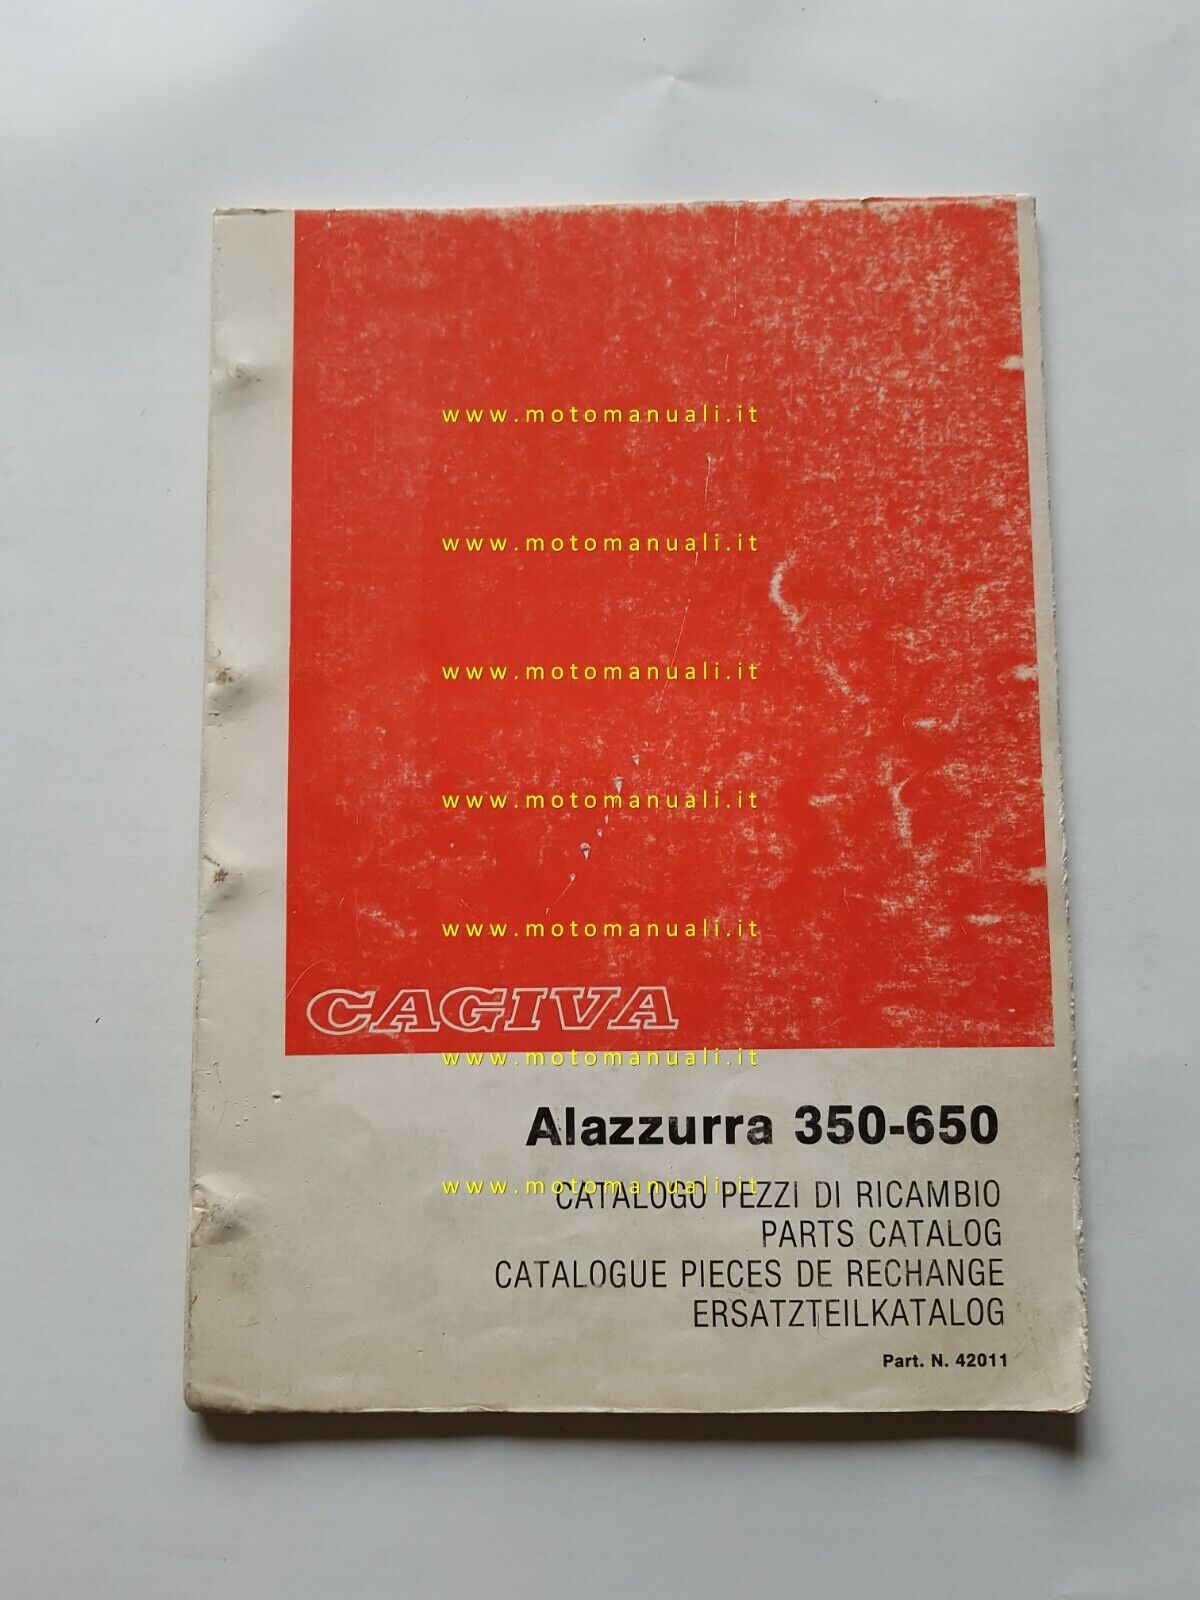 www.motomanuali.it
www.motomanuali.it
www.motomanuali.it
www.motomanuali.it
www.motomanuali.it
CAGIVA
www.motomanuali.it
Alazzurra 350-650
www.motomanuali.it
CATALOGO PEZZI DI RICAMBIO
PARTS CATALOG
CATALOGUE PIECES DE RECHANGE
ERSATZTEILKATALOG
Part. N. 42011